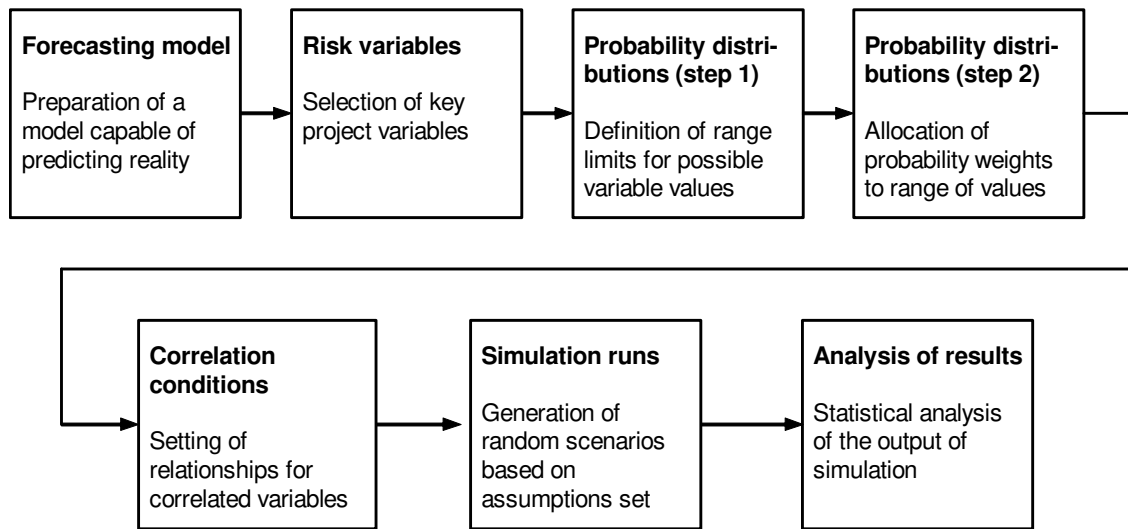 Forecasting model
Preparation of a
model capable of
predicting reality
Risk variables
Selection of key
project variables
Probability distri-
butions (step 1)
Definition of range
limits for possible
variable values
Probability distri-
butions (step 2)
Allocation of
probability weights
to range of values
Correlation
conditions
Setting of
relationships for
correlated variables
Simulation runs
Generation of
random scenarios
based on
assumptions set
Analysis of results
Statistical analysis
of the output of
simulation